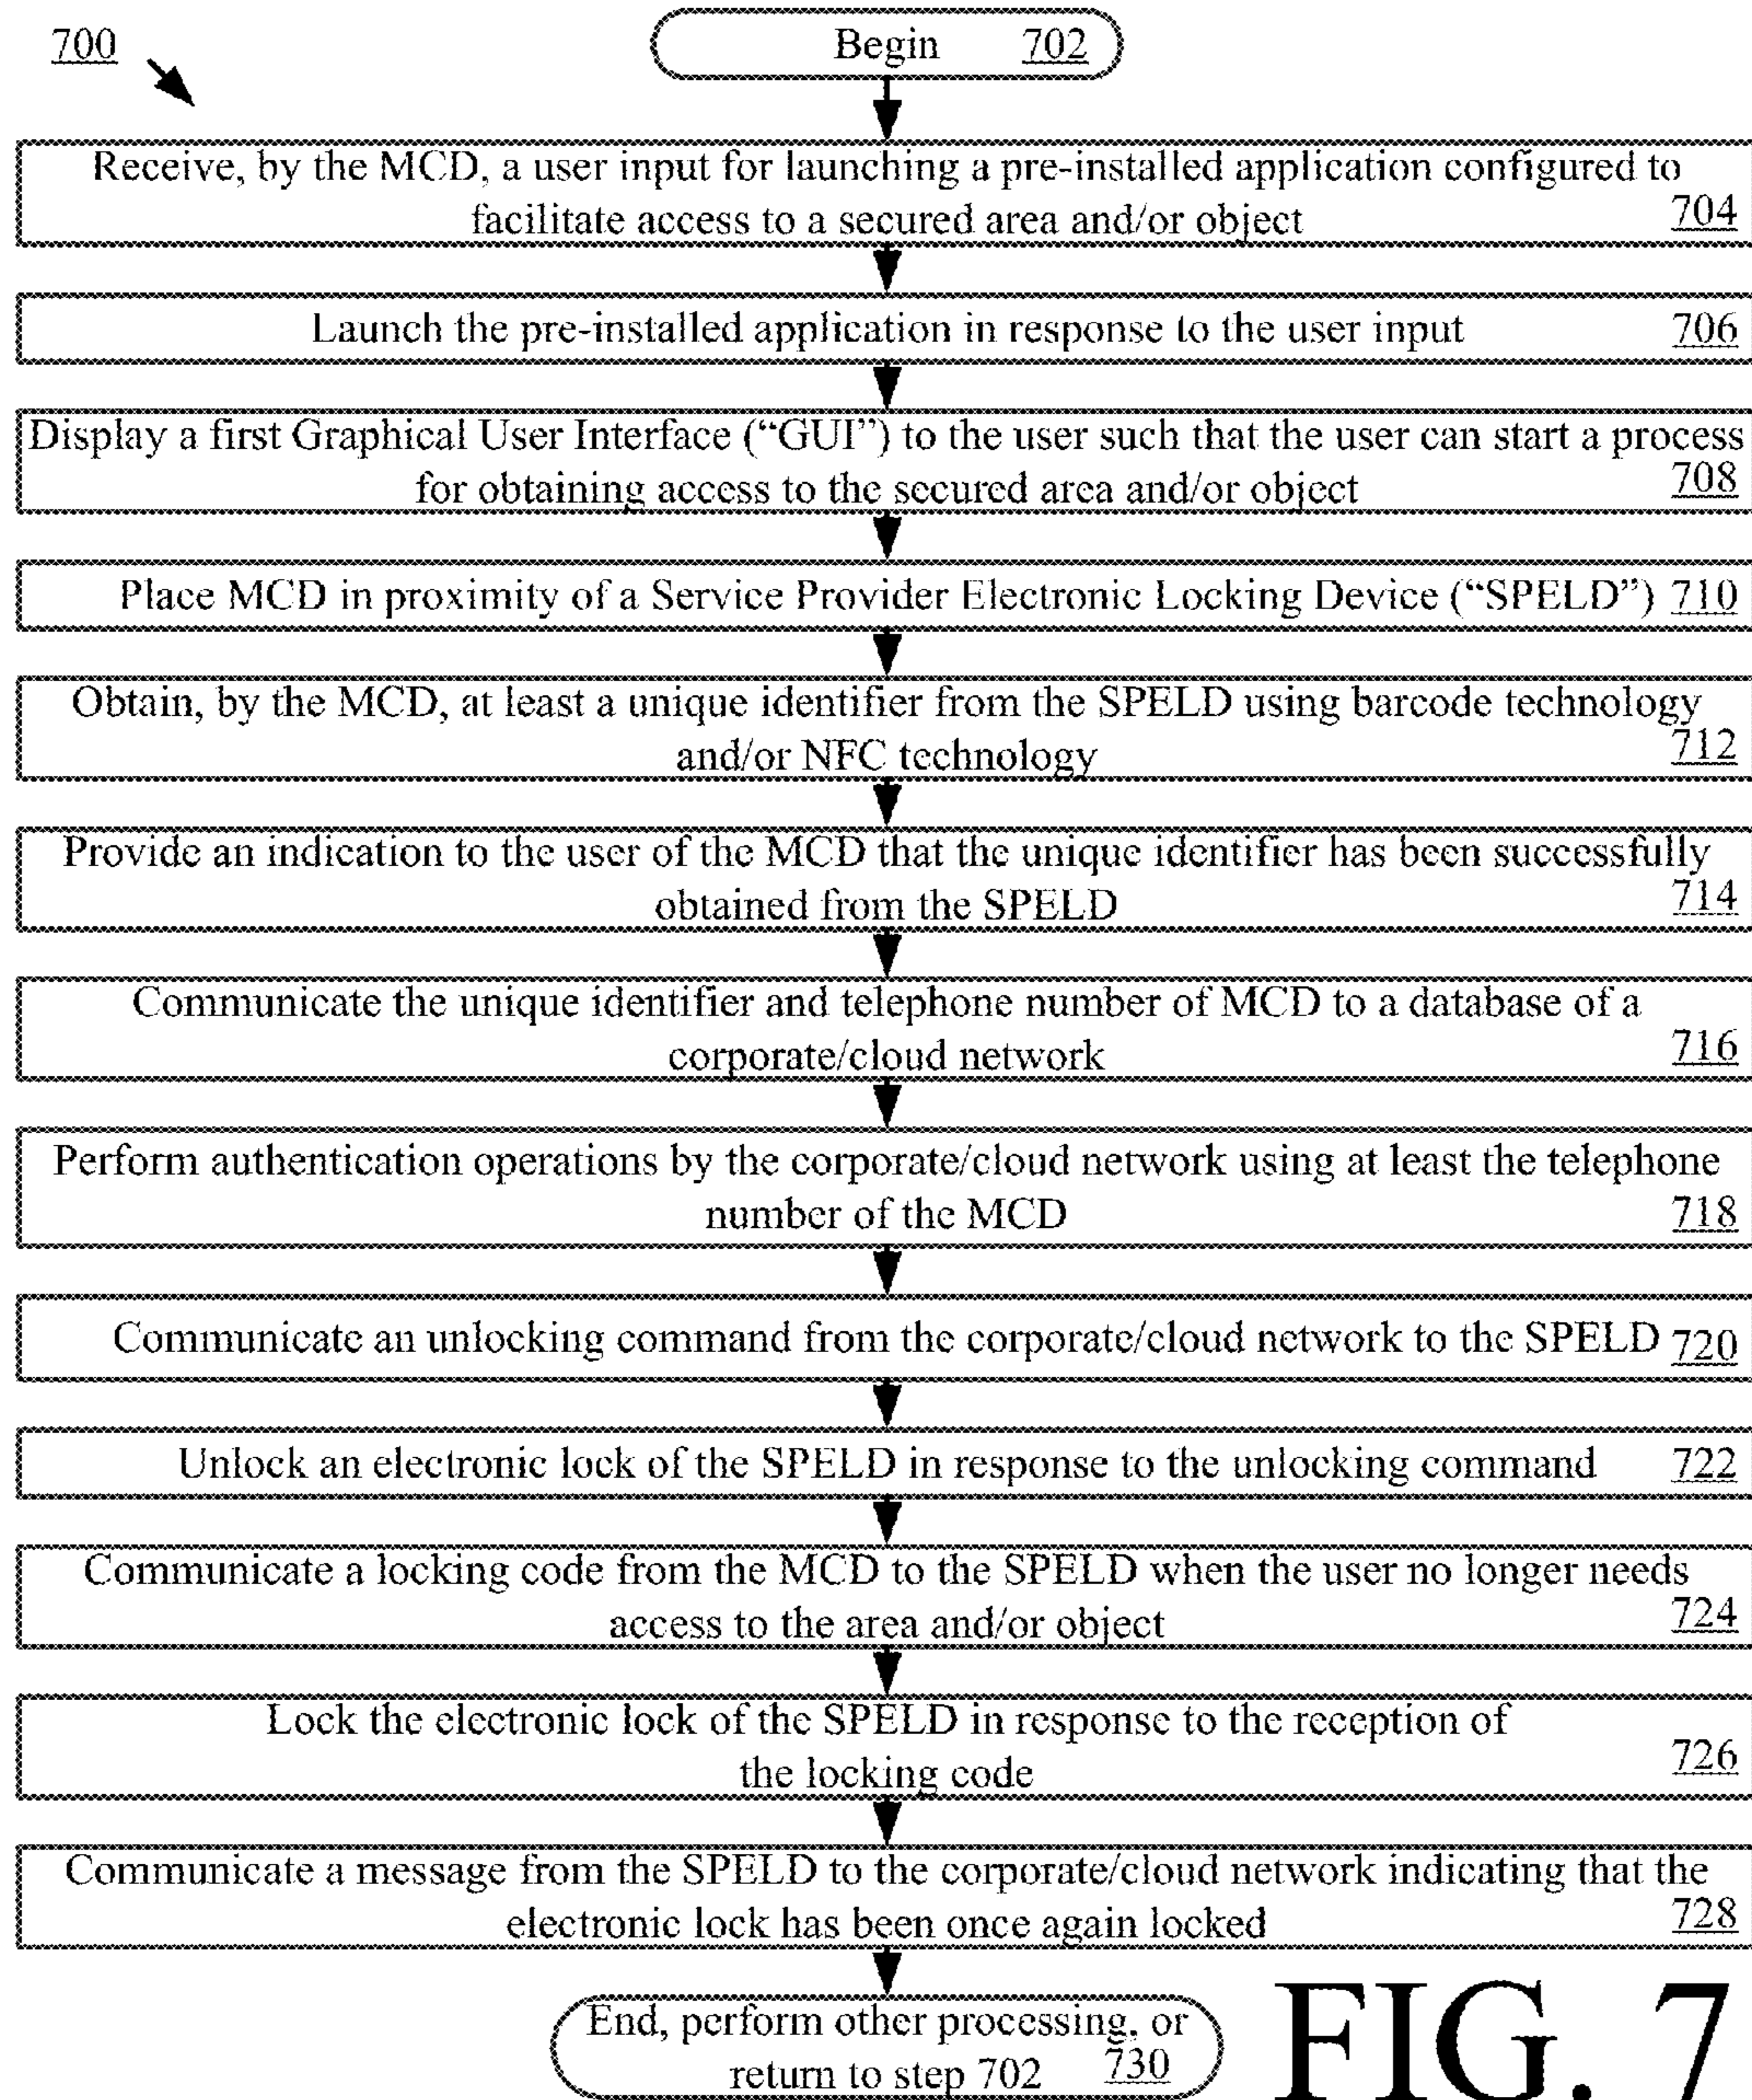 700
Begin 702
Receive, by the MCD, a user input for launching a pre-installed application configured to
facilitate access to a secured area and/or object 704
Launch the pre-installed application in response to the user input 706
Display a first Graphical User Interface (“GUI”) to the user such that the user can start a process
for obtaining access to the secured area and/or object 708
Place MCD in proximity of a Service Provider Electronic Locking Device (“SPELD”) 710
Obtain, by the MCD, at least a unique identifier from the SPELD using barcode technology
and/or NFC technology 712
Provide an indication to the user of the MCD that the unique identifier has been successfully
obtained from the SPELD 714
Communicate the unique identifier and telephone number of MCD to a database of a
corporate/cloud network 716
Perform authentication operations by the corporate/cloud network using at least the telephone
number of the MCD 718
Communicate an unlocking command from the corporate/cloud network to the SPELD 720
Unlock an electronic lock of the SPELD in response to the unlocking command 722
Communicate a locking code from the MCD to the SPELD when the user no longer needs
access to the area and/or object 724
Lock the electronic lock of the SPELD in response to the reception of
the locking code 726
Communicate a message from the SPELD to the corporate/cloud network indicating that the
electronic lock has been once again locked 728
End, perform other processing, or
return to step 702 730
FIG. 7